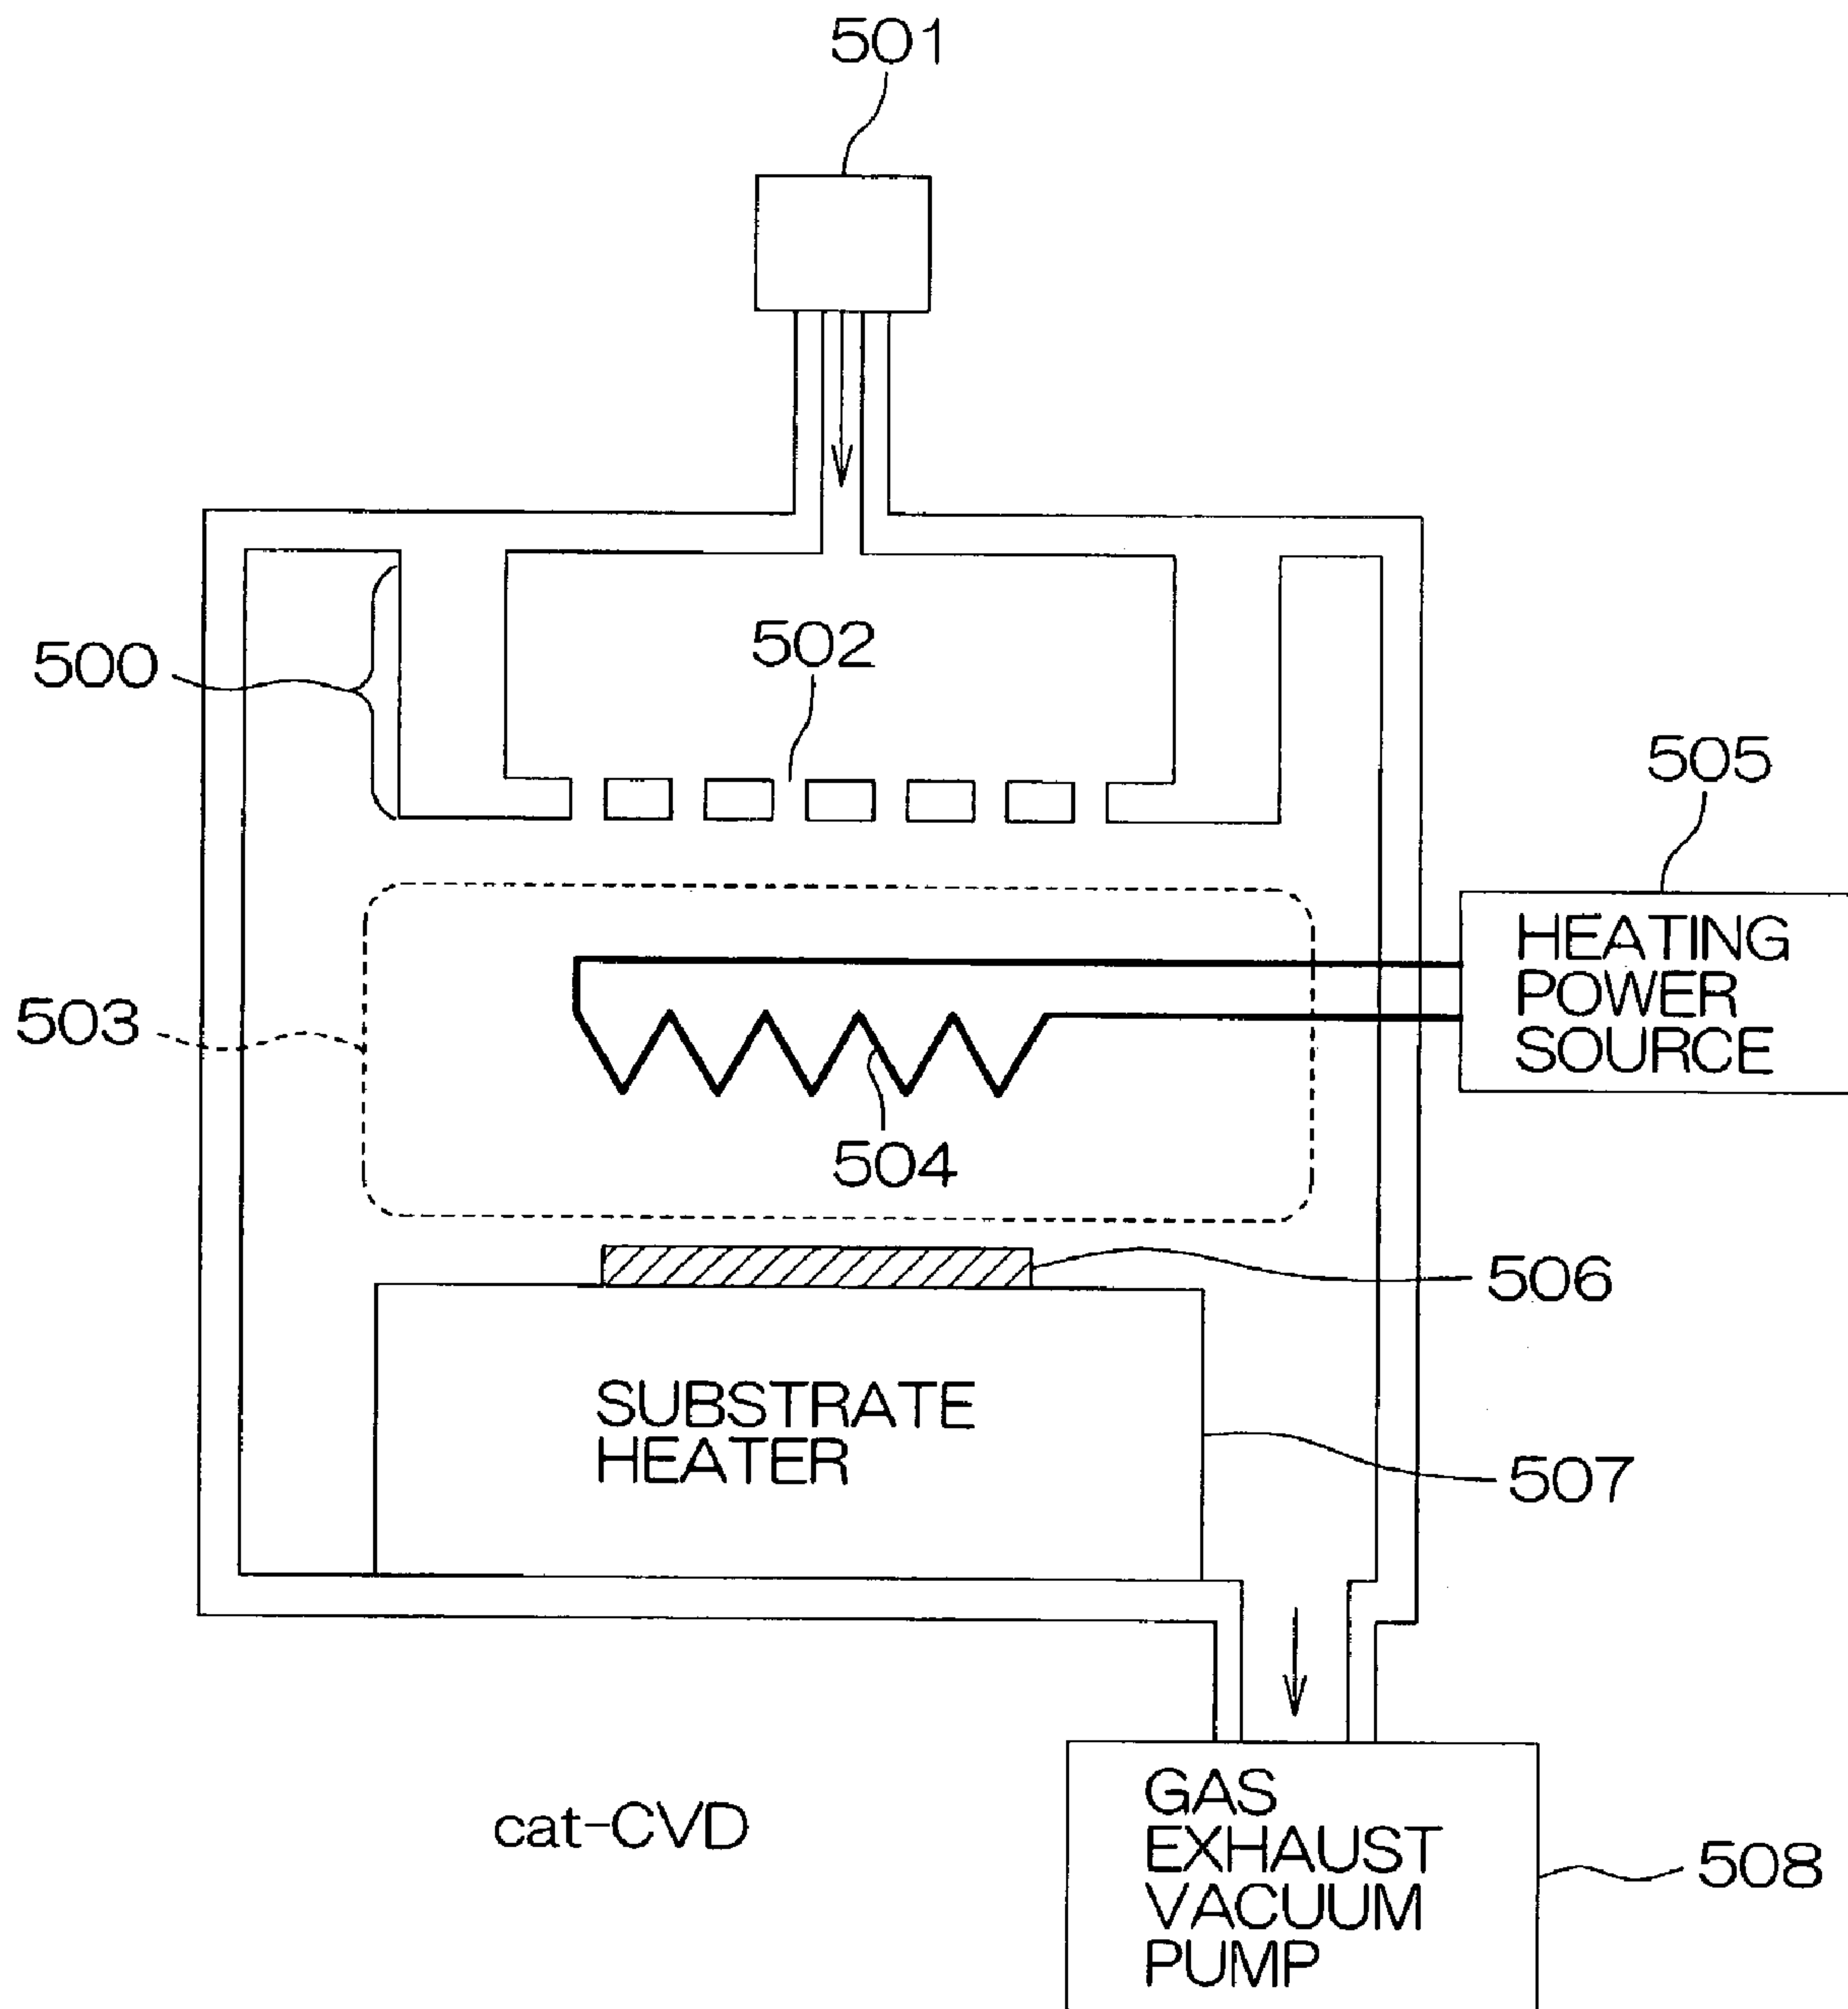 501
502
500
505
HEATING
POWER
SOURCE
503
504
506
SUBSTRATE
HEATER
507
cat-CVD
GAS
EXHAUST
VACUUM
PUMP
508